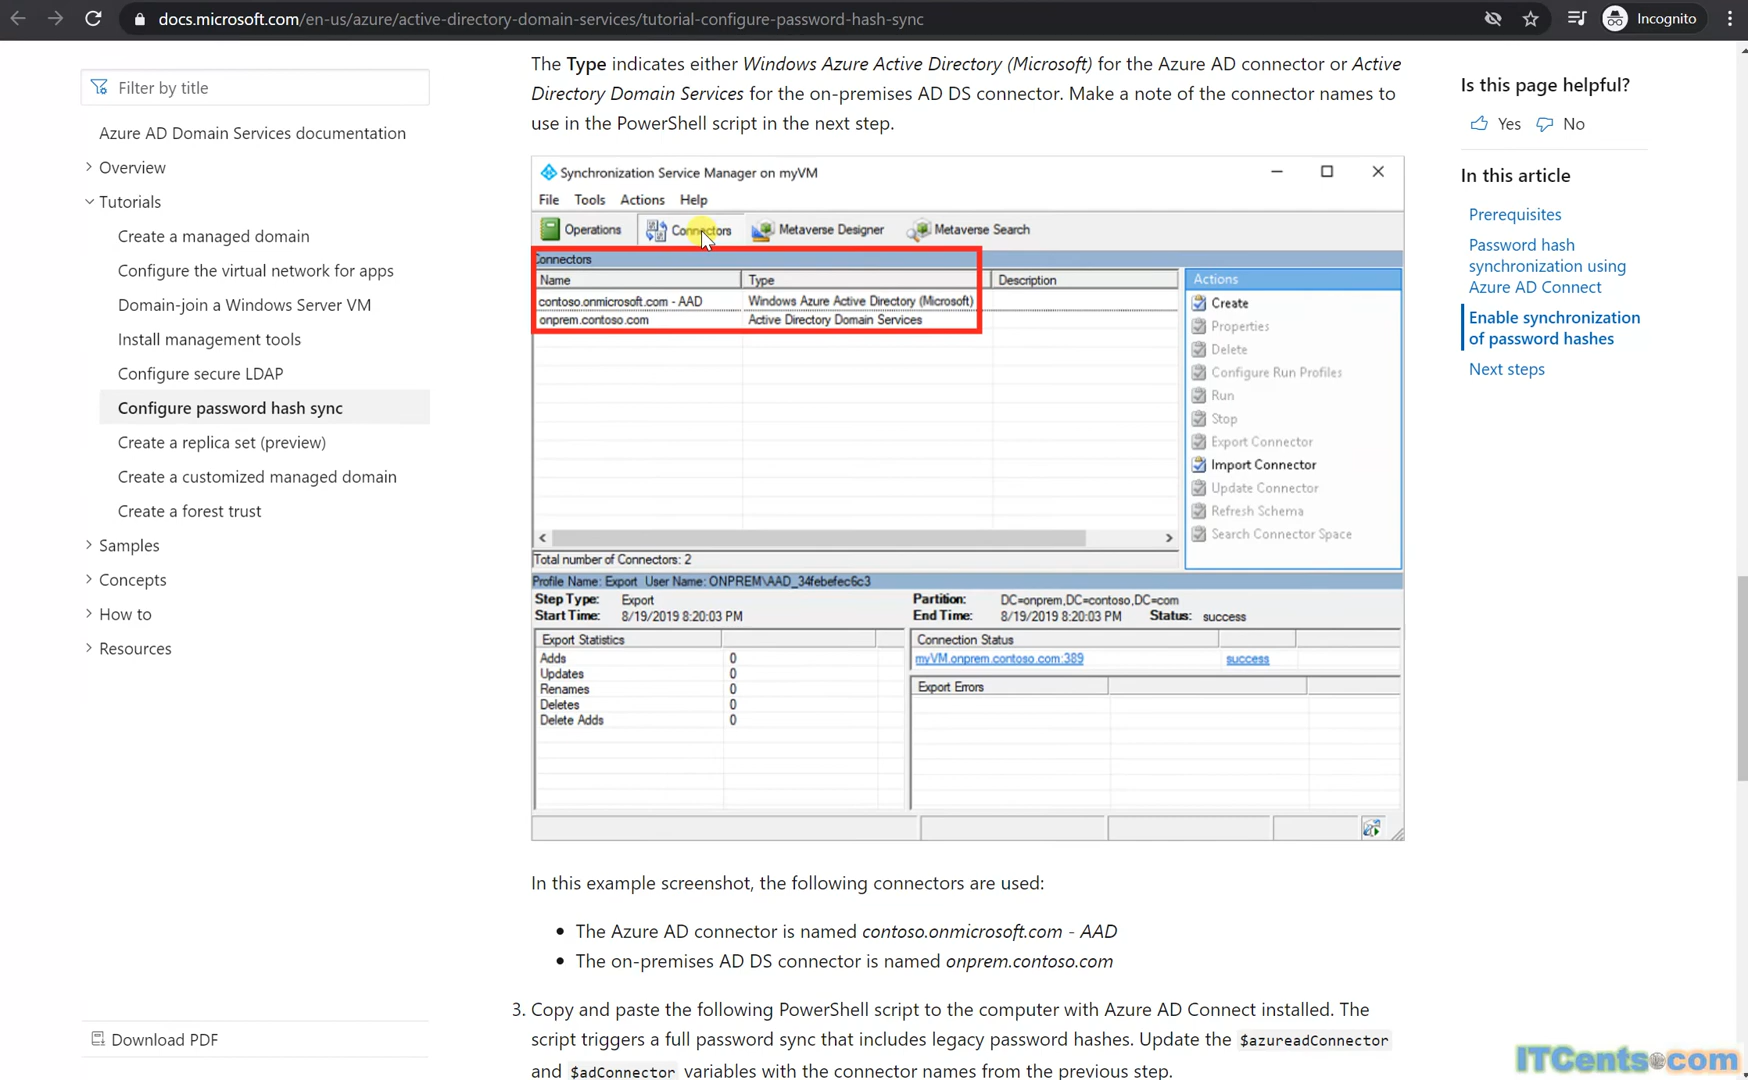 docs.microsoft.com/en-us/azure/active-directory-domain-services/tutorial-configure-password-hash-sync
Incognito
Filter by title
Azure AD Domain Services documentation
Overview
Tutorials
Create a managed domain
Configure the virtual network for apps
Domain-join a Windows Server VM
Install management tools
Configure secure LDAP
Configure password hash sync
Create a replica set (preview)
Create a customized managed domain
Create a forest trust
Samples
Concepts
How to
Resources
Download PDF
The Type indicates either Windows Azure Active Directory (Microsoft) for the Azure AD connector or Active
Directory Domain Services for the on-premises AD DS connector. Make a note of the connector names to
use in the PowerShell script in the next step.
Synchronization Service Manager on myVM
File Tools Actions Help
Operations Connectors Metaverse Designer Metaverse Search
Connectors
Name Type Description
contoso.onmicrosoft.com - AAD Windows Azure Active Directory (Microsoft)
onprem.contoso.com Active Directory Domain Services
Total number of Connectors: 2
Actions
Create
Properties
Delete
Configure Run Profiles
Run
Stop
Export Connector
Import Connector
Update Connector
Refresh Schema
Search Connector Space
Profile Name: Export User Name: ONPREM\AAD_34febefec6c3
Step Type: Export
Start Time: 8/19/2019 8:20:03 PM
Partition: DC=onprem,DC=contoso,DC=com
End Time: 8/19/2019 8:20:03 PM Status: success
Export Statistics
Adds 0
Updates 0
Renames 0
Deletes 0
Delete Adds 0
Connection Status
myVM.onprem.contoso.com:389 success
Export Errors
In this example screenshot, the following connectors are used:
• The Azure AD connector is named contoso.onmicrosoft.com - AAD
• The on-premises AD DS connector is named onprem.contoso.com
3. Copy and paste the following PowerShell script to the computer with Azure AD Connect installed. The
script triggers a full password sync that includes legacy password hashes. Update the $azureadConnector
and $adConnector variables with the connector names from the previous step.
Is this page helpful?
Yes No
In this article
Prerequisites
Password hash
synchronization using
Azure AD Connect
Enable synchronization
of password hashes
Next steps
ITCents.com